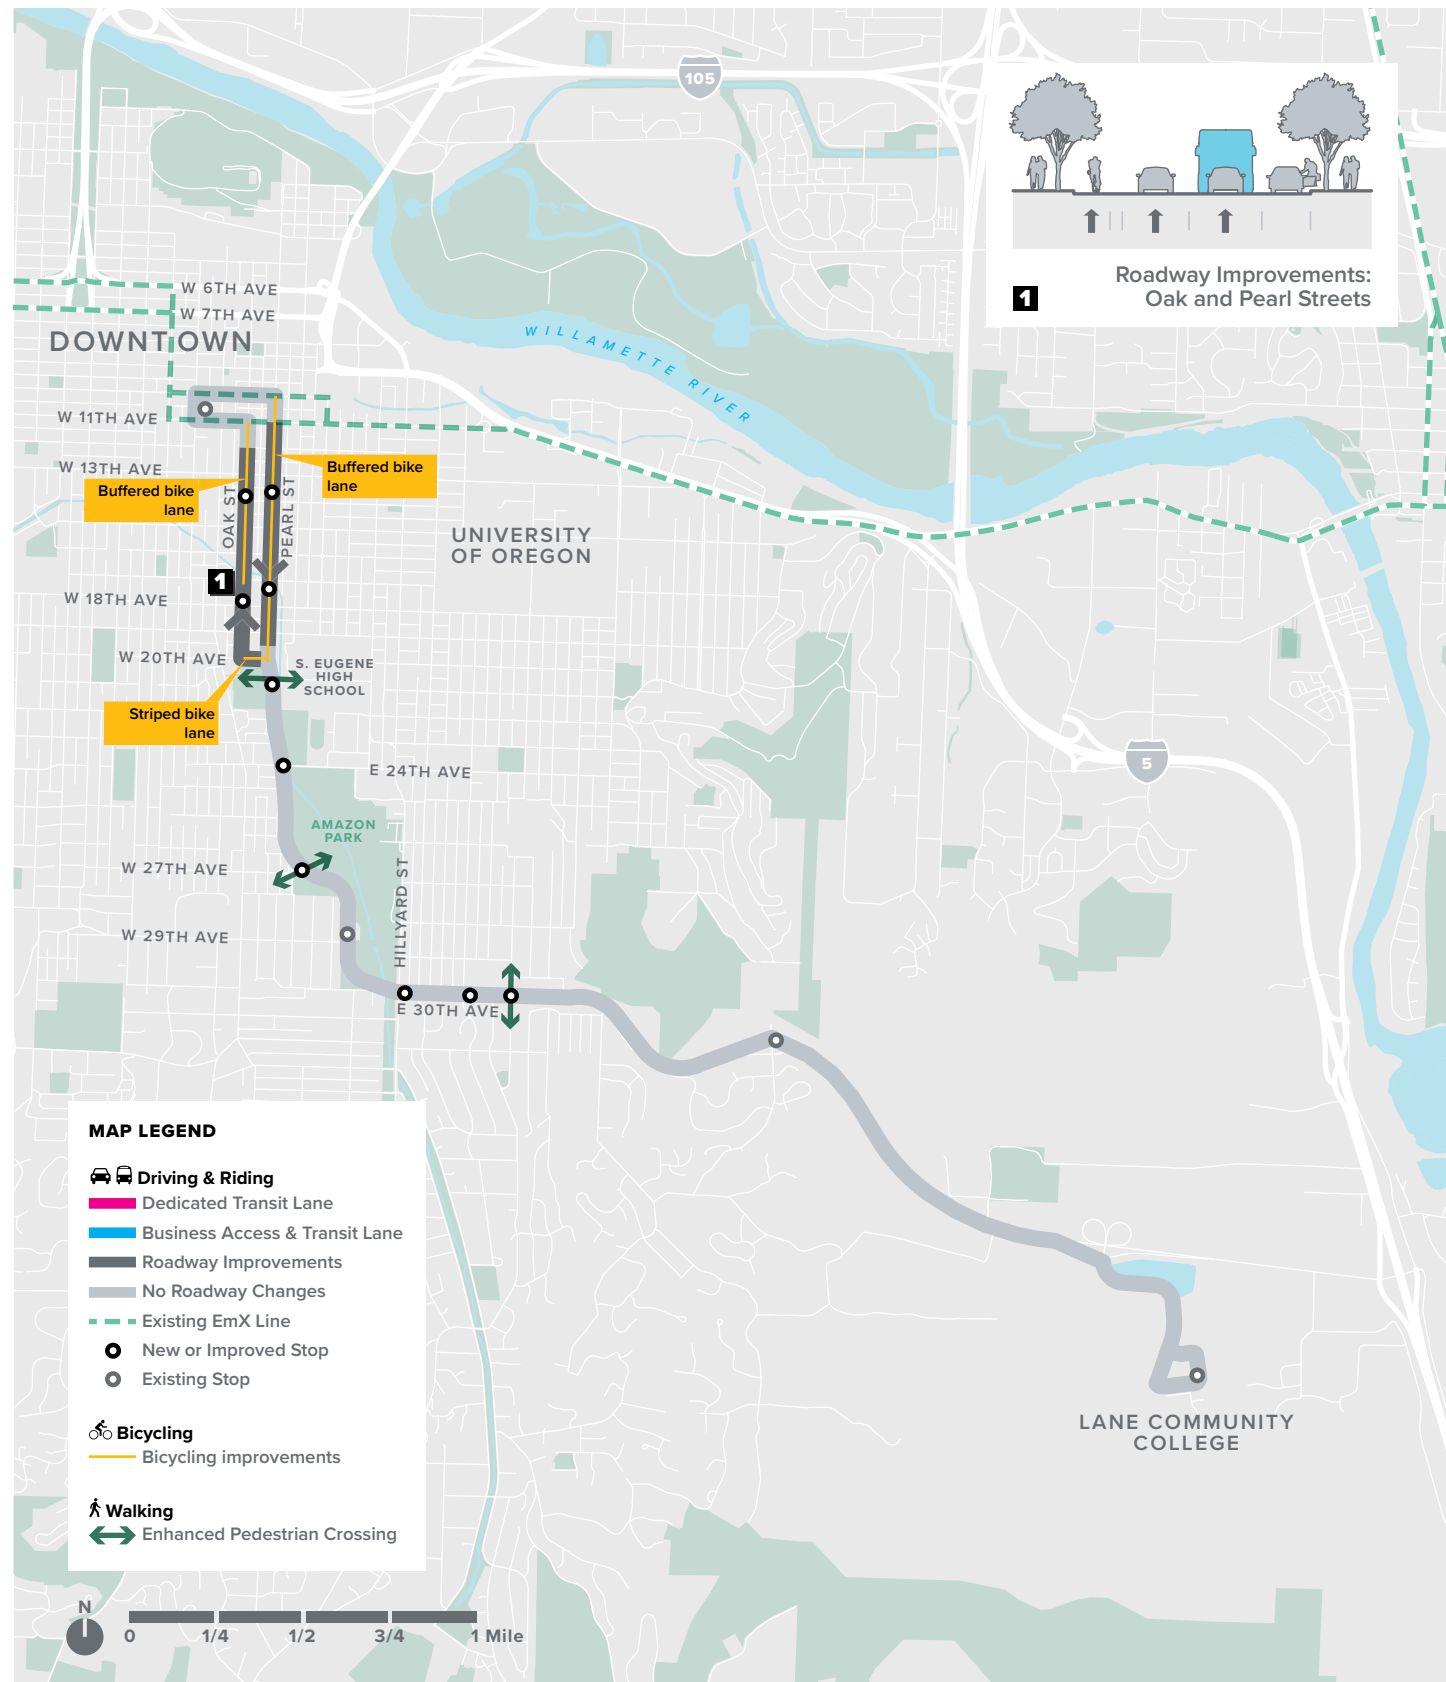 105
1
Roadway Improvements:
Oak and Pearl Streets
W 6TH AVE
W 7TH AVE
DOWNTOWN
WILLAMETTE RIVER
W 11TH AVE
W 13TH AVE
Buffered bike
lane
Buffered bike
lane
OAK ST
PEARL ST
UNIVERSITY
OF OREGON
1
W 18TH AVE
W 20TH AVE
S. EUGENE
HIGH
SCHOOL
Striped bike
lane
E 24TH AVE
5
AMAZON
PARK
W 27TH AVE
HILLYARD ST
W 29TH AVE
E 30TH AVE
LANE COMMUNITY
COLLEGE
MAP LEGEND
Driving & Riding
Dedicated Transit Lane
Business Access & Transit Lane
Roadway Improvements
No Roadway Changes
Existing EmX Line
New or Improved Stop
Existing Stop
Bicycling
Bicycling improvements
Walking
Enhanced Pedestrian Crossing
N
0 1/4 1/2 3/4 1 Mile